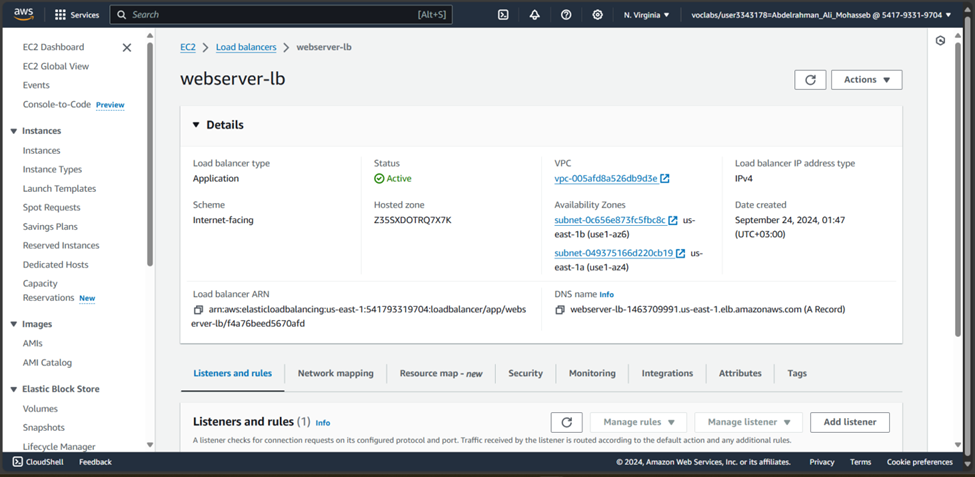 aws
Services
Search
[Alt+S]
N. Virginia
voclabs/user3343178=Abdelrahman_Ali_Mohasseb @ 5417-9331-9704
EC2 Dashboard
EC2 Global View
Events
Console-to-Code Preview
Instances
Instances
Instance Types
Launch Templates
Spot Requests
Savings Plans
Reserved Instances
Dedicated Hosts
Capacity
Reservations New
Images
AMIs
AMI Catalog
Elastic Block Store
Volumes
Snapshots
Lifecycle Manager
EC2 > Load balancers > webserver-lb
webserver-lb
Actions
Details
Load balancer type
Application
Status
Active
VPC
vpc-005afd8a526db9d3e
Load balancer IP address type
IPv4
Scheme
Internet-facing
Hosted zone
Z35SXDOTRQ7X7K
Availability Zones
subnet-0c656e873fc5fbc8c us-
east-1b (use1-az6)
subnet-049375166d220cb19 us-
east-1a (use1-az4)
Date created
September 24, 2024, 01:47
(UTC+03:00)
Load balancer ARN
arn:aws:elasticloadbalancing:us-east-1:541793319704:loadbalancer/app/webs
erver-lb/f4a76beed5670afd
DNS name Info
webserver-lb-1463709991.us-east-1.elb.amazonaws.com (A Record)
Listeners and rules
Network mapping
Resource map - new
Security
Monitoring
Integrations
Attributes
Tags
Listeners and rules (1) Info
Manage rules
Manage listener
Add listener
A listener checks for connection requests on its configured protocol and port. Traffic received by the listener is routed according to the default action and any additional rules.
CloudShell
Feedback
© 2024, Amazon Web Services, Inc. or its affiliates.
Privacy
Terms
Cookie preferences